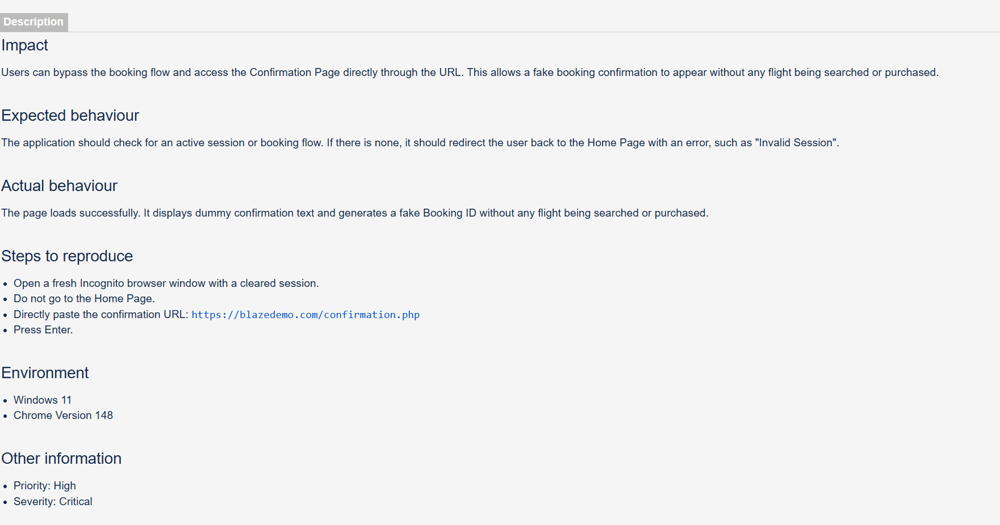 Description
Impact
Users can bypass the booking flow and access the Confirmation Page directly through the URL. This allows a fake booking confirmation to appear without any flight being searched or purchased.
Expected behaviour
The application should check for an active session or booking flow. If there is none, it should redirect the user back to the Home Page with an error, such as "Invalid Session".
Actual behaviour
The page loads successfully. It displays dummy confirmation text and generates a fake Booking ID without any flight being searched or purchased.
Steps to reproduce
• Open a fresh Incognito browser window with a cleared session.
• Do not go to the Home Page.
• Directly paste the confirmation URL: https://blazedemo.com/confirmation.php
• Press Enter.
Environment
• Windows 11
• Chrome Version 148
Other information
• Priority: High
• Severity: Critical